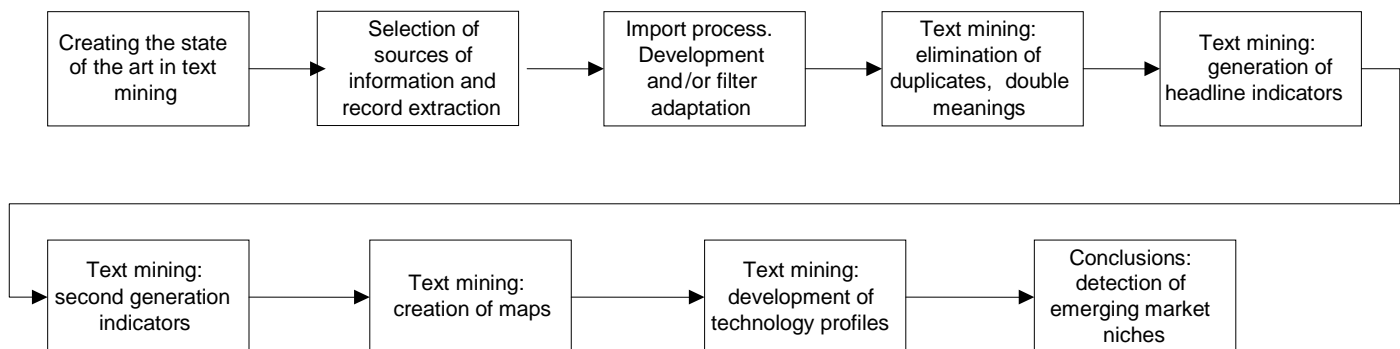 Creating the state
of the art in text
mining
Selection of
sources of
information and
record extraction
Import process.
Development
and/or filter
adaptation
Text mining:
elimination of
duplicates, double
meanings
Text mining:
generation of
headline indicators
Text mining:
second generation
indicators
Text mining:
creation of maps
Text mining:
development of
technology profiles
Conclusions:
detection of
emerging market
niches